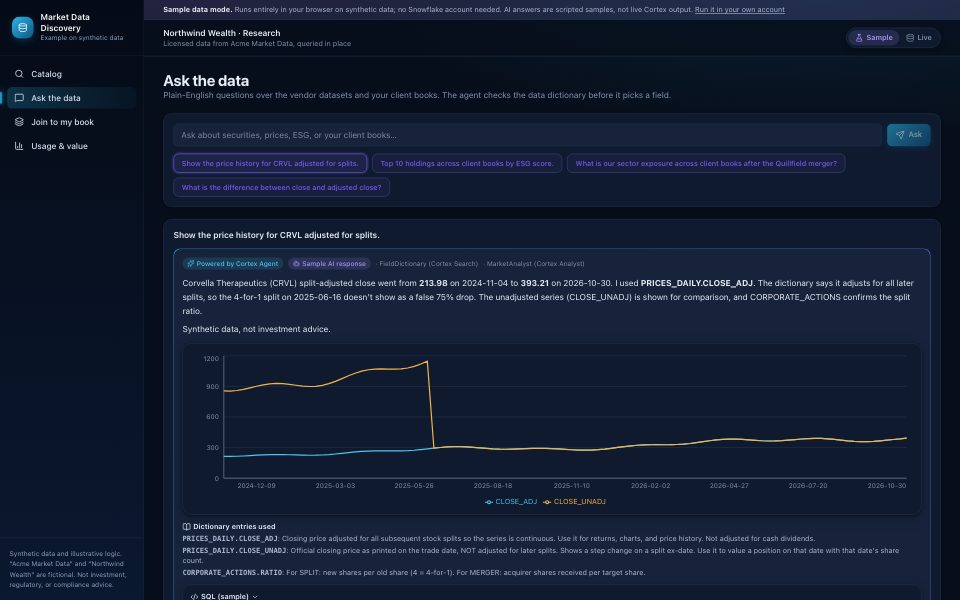 Market Data
Discovery
Example on synthetic data
Catalog
Ask the data
Join to my book
Usage & value
Synthetic data and illustrative logic.
"Acme Market Data" and "Northwind
Wealth" are fictional. Not investment,
regulatory, or compliance advice.
Sample data mode. Runs entirely in your browser on synthetic data; no Snowflake account needed. AI answers are scripted samples, not live Cortex output. Run it in your own account
Northwind Wealth · Research
Licensed data from Acme Market Data, queried in place
Sample
Live
Ask the data
Plain-English questions over the vendor datasets and your client books. The agent checks the data dictionary before it picks a field.
Ask about securities, prices, ESG, or your client books...
Ask
Show the price history for CRVL adjusted for splits.
Top 10 holdings across client books by ESG score.
What is our sector exposure across client books after the Quillfield merger?
What is the difference between close and adjusted close?
Show the price history for CRVL adjusted for splits.
Powered by Cortex Agent
Sample AI response
· FieldDictionary (Cortex Search) · MarketAnalyst (Cortex Analyst)
Corvella Therapeutics (CRVL) split-adjusted close went from 213.98 on 2024-11-04 to 393.21 on 2026-10-30. I used PRICES_DAILY.CLOSE_ADJ. The dictionary says it adjusts for all later
splits, so the 4-for-1 split on 2025-06-16 doesn't show as a false 75% drop. The unadjusted series (CLOSE_UNADJ) is shown for comparison, and CORPORATE_ACTIONS confirms the split
ratio.
Synthetic data, not investment advice.
1200
900
600
300
0
2024-12-09
2025-03-03
2025-05-26
2025-08-18
2025-11-10
2026-02-02
2026-04-27
2026-07-20
2026-10-30
CLOSE_ADJ
CLOSE_UNADJ
Dictionary entries used
PRICES_DAILY.CLOSE_ADJ: Closing price adjusted for all subsequent stock splits so the series is continuous. Use it for returns, charts, and price history. Not adjusted for cash dividends.
PRICES_DAILY.CLOSE_UNADJ: Official closing price as printed on the trade date, NOT adjusted for later splits. Shows a step change on a split ex-date. Use it to value a position on that date with that date's share
count.
CORPORATE_ACTIONS.RATIO: For SPLIT: new shares per old share (4 = 4-for-1). For MERGER: acquirer shares received per target share.
SQL (sample)